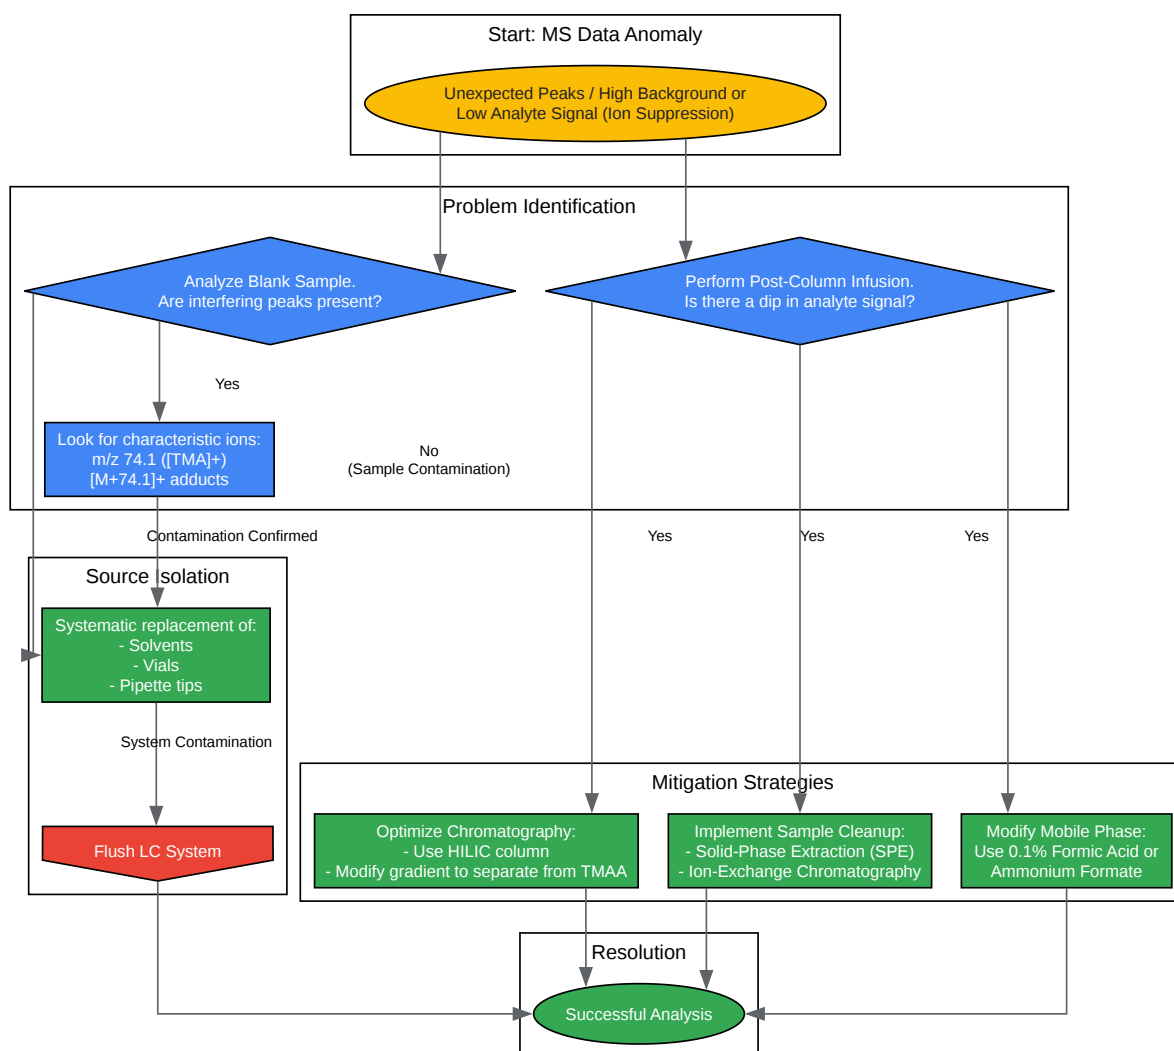 Start: MS Data Anomaly
Unexpected Peaks / High Background or
Low Analyte Signal (Ion Suppression)
Problem Identification
Analyze Blank Sample.
Are interfering peaks present?
Perform Post-Column Infusion.
Is there a dip in analyte signal?
Yes
Look for characteristic ions:
m/z 74.1 ([TMA]+)
[M+74.1]+ adducts
No
(Sample Contamination)
Contamination Confirmed
Yes
Yes
Yes
Source Isolation
Systematic replacement of:
- Solvents
- Vials
- Pipette tips
System Contamination
Flush LC System
Mitigation Strategies
Optimize Chromatography:
- Use HILIC column
- Modify gradient to separate from TMAA
Implement Sample Cleanup:
- Solid-Phase Extraction (SPE)
- Ion-Exchange Chromatography
Modify Mobile Phase:
Use 0.1% Formic Acid or
Ammonium Formate
Resolution
Successful Analysis